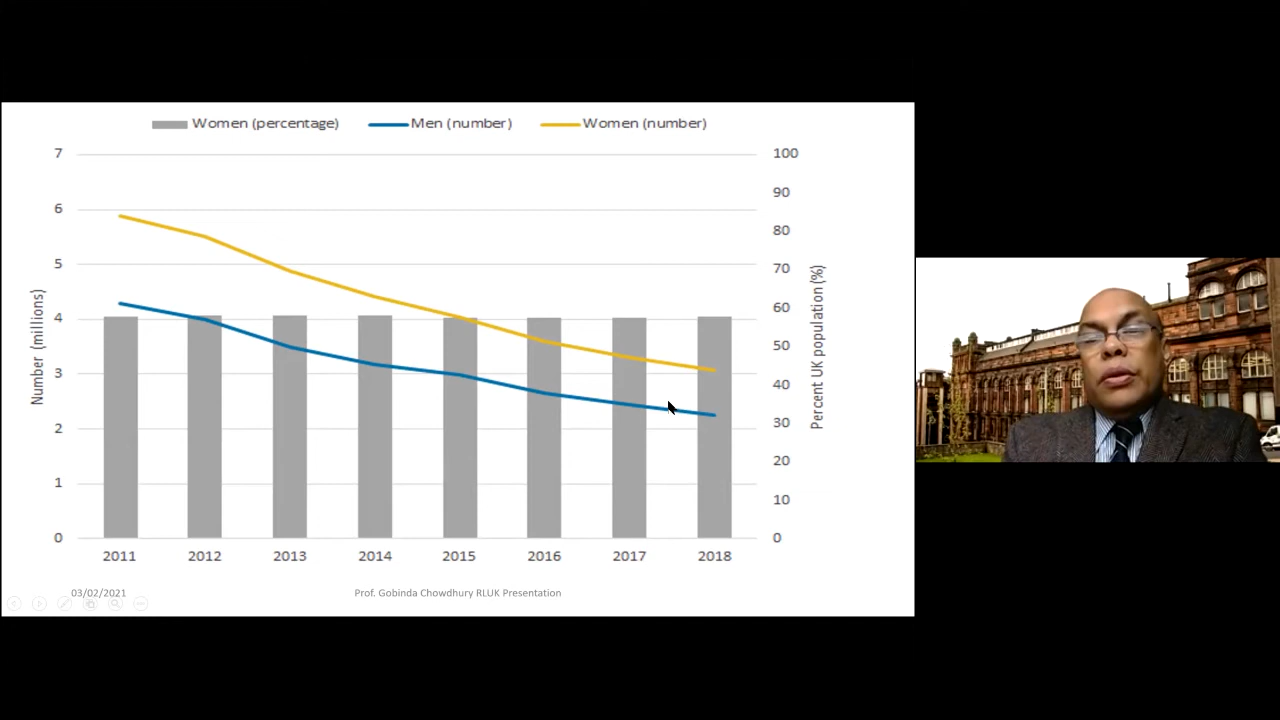 Women (percentage) Men (number) Women (number)
7 100
90
6 80
5 70
60
4 50
3 40
2 30
20
1 10
0 0
Number (millions)
Percent UK population (%)
2011 2012 2013 2014 2015 2016 2017 2018
03/02/2021 Prof. Gobinda Chowdhury RLUK Presentation